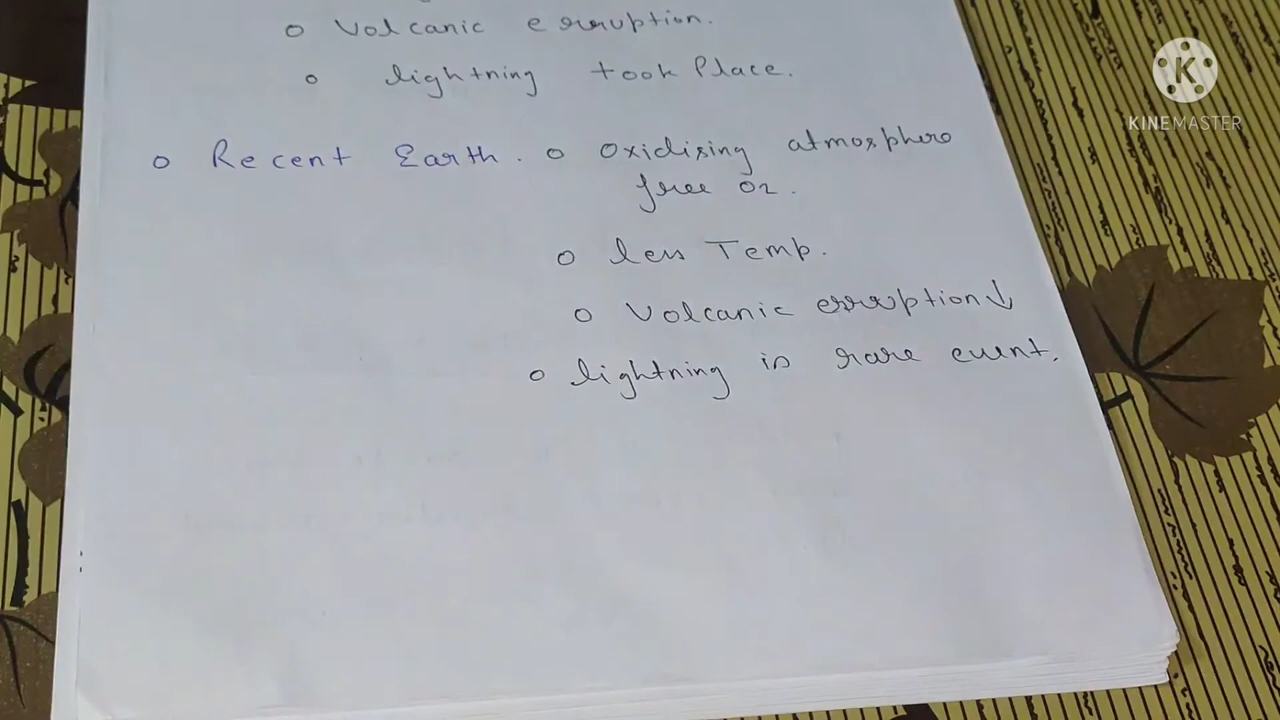 o Volcanic erruption.
o lightning took Place.
o Recent Earth. o Oxidising atmosphere
free O2.
o less Temp.
o Volcanic erruption ↓
o lightning is rare event.
K
KINEMASTER